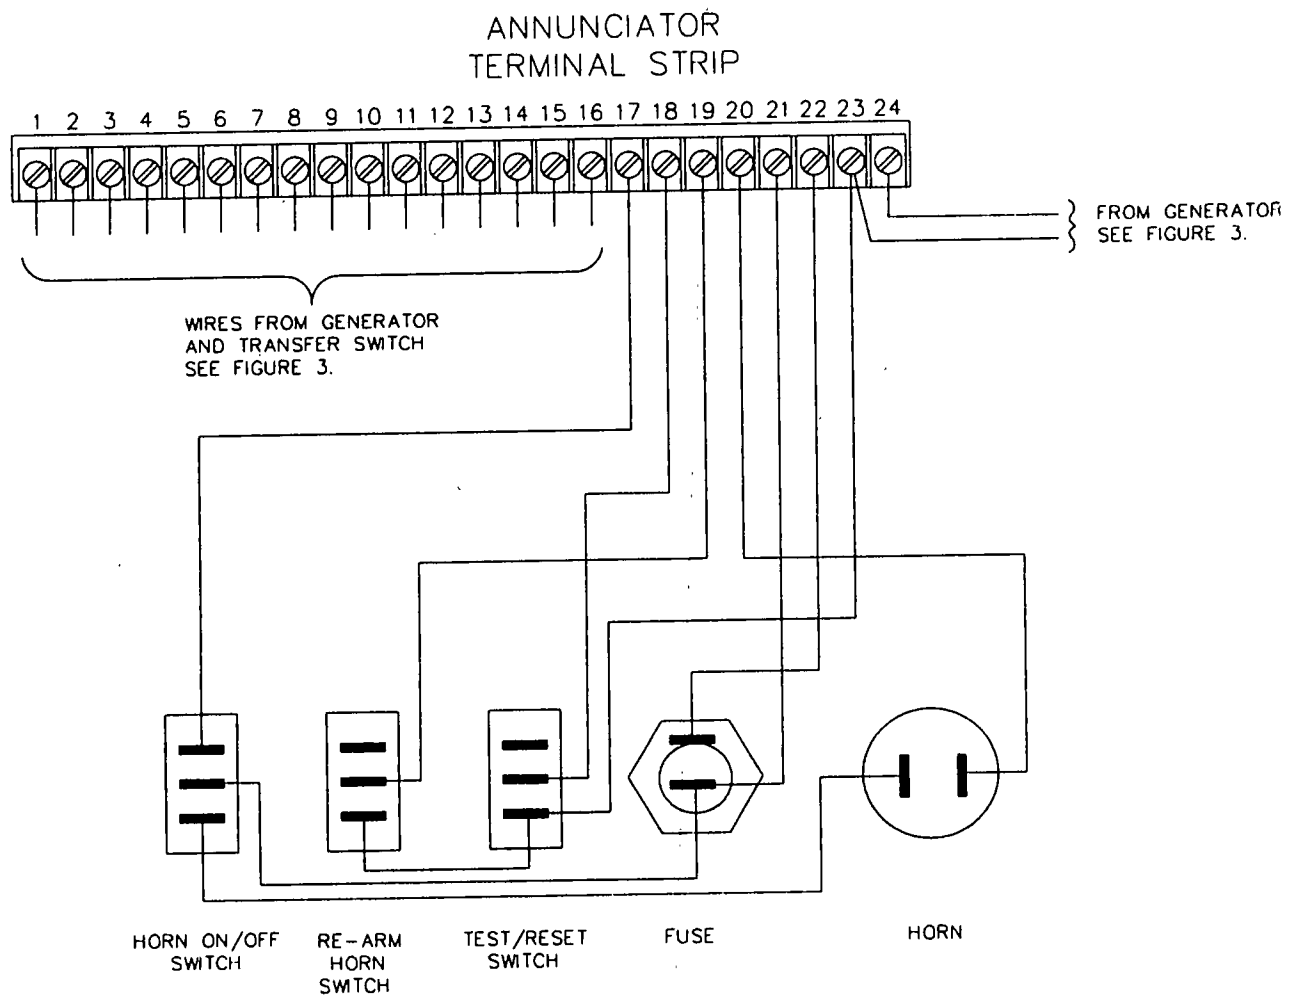 ANNUNCIATOR
TERMINAL STRIP
1 2 3 4 5 6 7 8 9 10 11 12 13 14 15 16 17 18 19 20 21 22 23 24
FROM GENERATOR
SEE FIGURE 3.
WIRES FROM GENERATOR
AND TRANSFER SWITCH
SEE FIGURE 3.
HORN ON/OFF
SWITCH
RE-ARM
HORN
SWITCH
TEST/RESET
SWITCH
FUSE
HORN